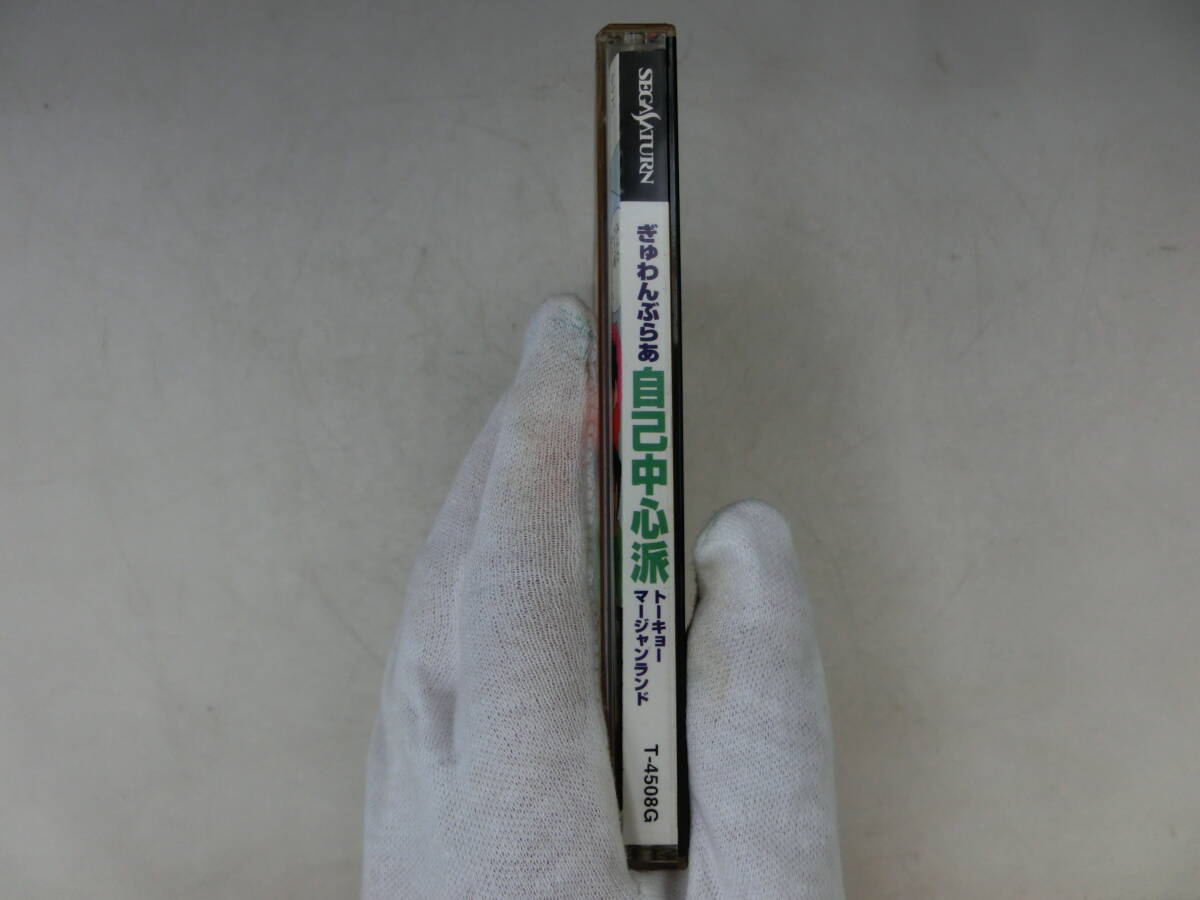 SEGA SATURN
ぎゅわんぶらあ自己中心派
トーキョー
マージャンランド
T-4508G